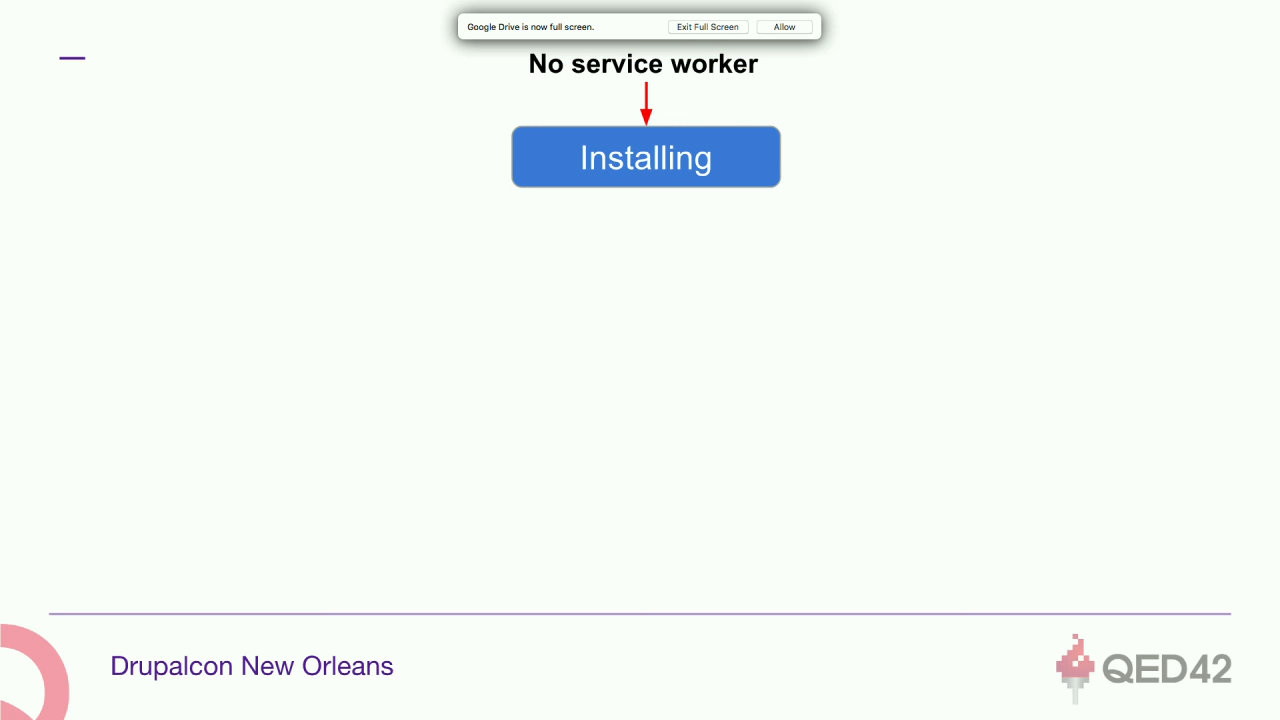 Google Drive is now full screen. Exit Full Screen Allow
No service worker
Installing
Drupalcon New Orleans
QED42